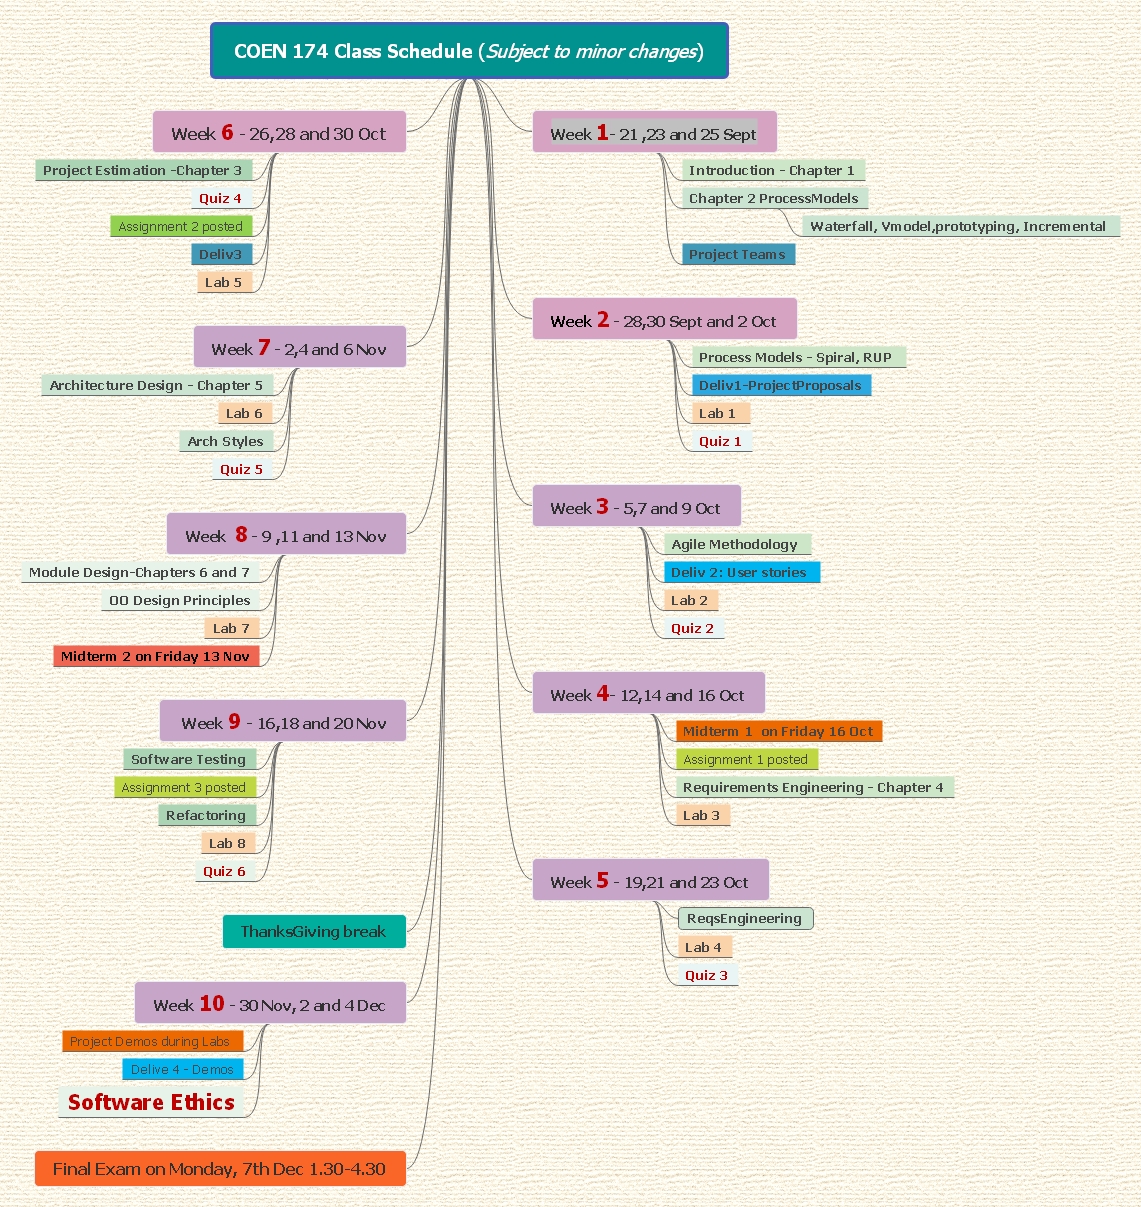 COEN 174 Class Schedule (Subject to minor changes)
Week 1- 21 ,23 and 25 Sept
Introduction - Chapter 1
Chapter 2 ProcessModels
Waterfall, Vmodel,prototyping, Incremental
Project Teams
Week 2 - 28,30 Sept and 2 Oct
Process Models - Spiral, RUP
Deliv1-ProjectProposals
Lab 1
Quiz 1
Week 3 - 5,7 and 9 Oct
Agile Methodology
Deliv 2: User stories
Lab 2
Quiz 2
Week 4- 12,14 and 16 Oct
Midterm 1 on Friday 16 Oct
Assignment 1 posted
Requirements Engineering - Chapter 4
Lab 3
Week 5 - 19,21 and 23 Oct
ReqsEngineering
Lab 4
Quiz 3
Week 6 - 26,28 and 30 Oct
Project Estimation -Chapter 3
Quiz 4
Assignment 2 posted
Deliv3
Lab 5
Week 7 - 2,4 and 6 Nov
Architecture Design - Chapter 5
Lab 6
Arch Styles
Quiz 5
Week 8 - 9 ,11 and 13 Nov
Module Design-Chapters 6 and 7
OO Design Principles
Lab 7
Midterm 2 on Friday 13 Nov
Week 9 - 16,18 and 20 Nov
Software Testing
Assignment 3 posted
Refactoring
Lab 8
Quiz 6
ThanksGiving break
Week 10 - 30 Nov, 2 and 4 Dec
Project Demos during Labs
Delive 4 - Demos
Software Ethics
Final Exam on Monday, 7th Dec 1.30-4.30